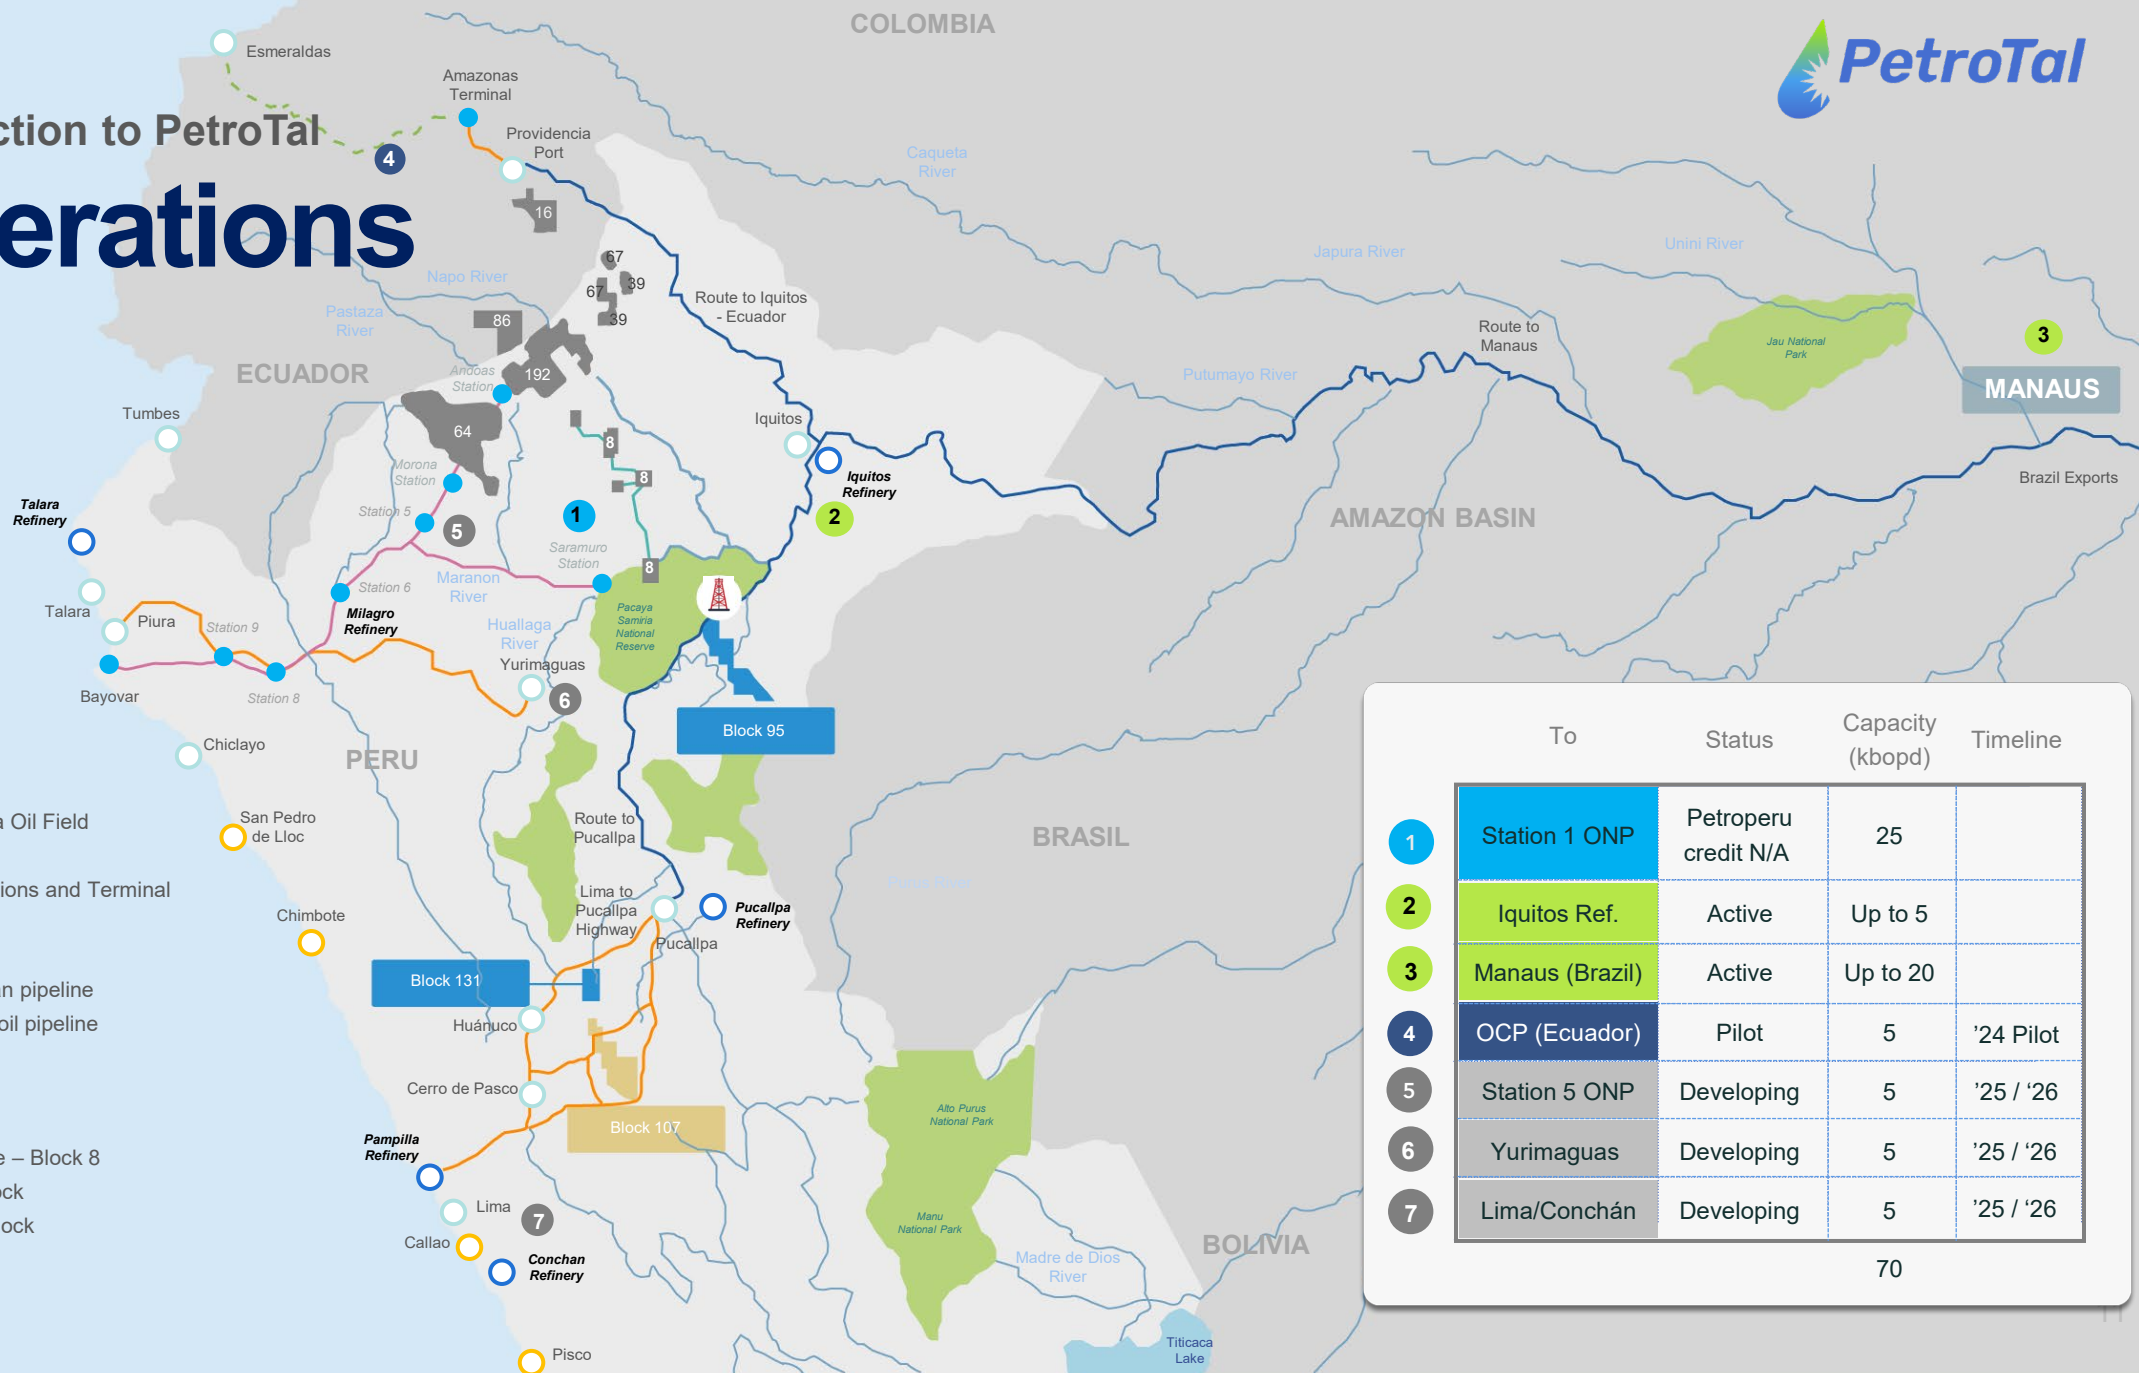 COLOMBIA
PetroTal
Esmeraldas
Amazonas
Terminal
ction to PetroTal
4
Providencia
Port
Caqueta
River
erations
16
Napo River
67
67
39
39
Japura River
Unini River
Pastaza
River
86
Route to Iquitos
- Ecuador
Route to
Manaus
Jau National
Park
3
MANAUS
ECUADOR
Andoas
Station
192
Putumayo River
Tumbes
64
Iquitos
8
Morona
Station
8
Iquitos
Refinery
Brazil Exports
Talara
Refinery
Station 5
5
1
2
AMAZON BASIN
Saramuro
Station
8
Maranon
River
Station 6
Talara
Piura
Station 9
Milagro
Refinery
Huallaga
River
Pacaya
Samiria
National
Reserve
Yurimaguas
Bayovar
Station 8
6
Block 95
Chiclayo
PERU
San Pedro
de Lloc
Route to
Pucallpa
BRASIL
a Oil Field
Lima to
Pucallpa
Highway
ions and Terminal
Chimbote
Pucallpa
Refinery
Pucallpa
Block 131
n pipeline
oil pipeline
Huánuco
Cerro de Pasco
Block 107
Alto Purus
National Park
Pampilla
Refinery
e – Block 8
ock
lock
Lima
7
Callao
Conchan
Refinery
Manu
National Park
Madre de Dios
River
BOLIVIA
Titicaca
Lake
Pisco
To Status Capacity (kbopd) Timeline
1 Station 1 ONP Petroperu credit N/A 25
2 Iquitos Ref. Active Up to 5
3 Manaus (Brazil) Active Up to 20
4 OCP (Ecuador) Pilot 5 ’24 Pilot
5 Station 5 ONP Developing 5 ’25 / ‘26
6 Yurimaguas Developing 5 ’25 / ‘26
7 Lima/Conchán Developing 5 ’25 / ‘26
70
11